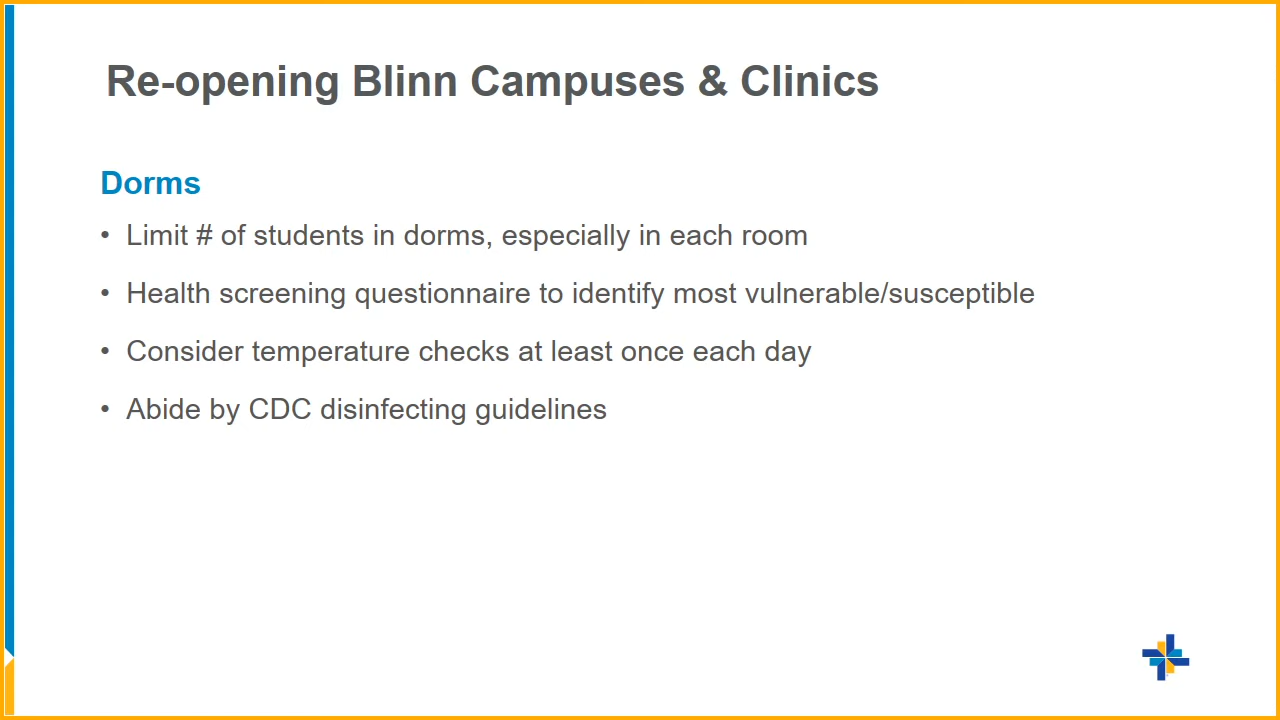 Re-opening Blinn Campuses & Clinics
Dorms
• Limit # of students in dorms, especially in each room
• Health screening questionnaire to identify most vulnerable/susceptible
• Consider temperature checks at least once each day
• Abide by CDC disinfecting guidelines